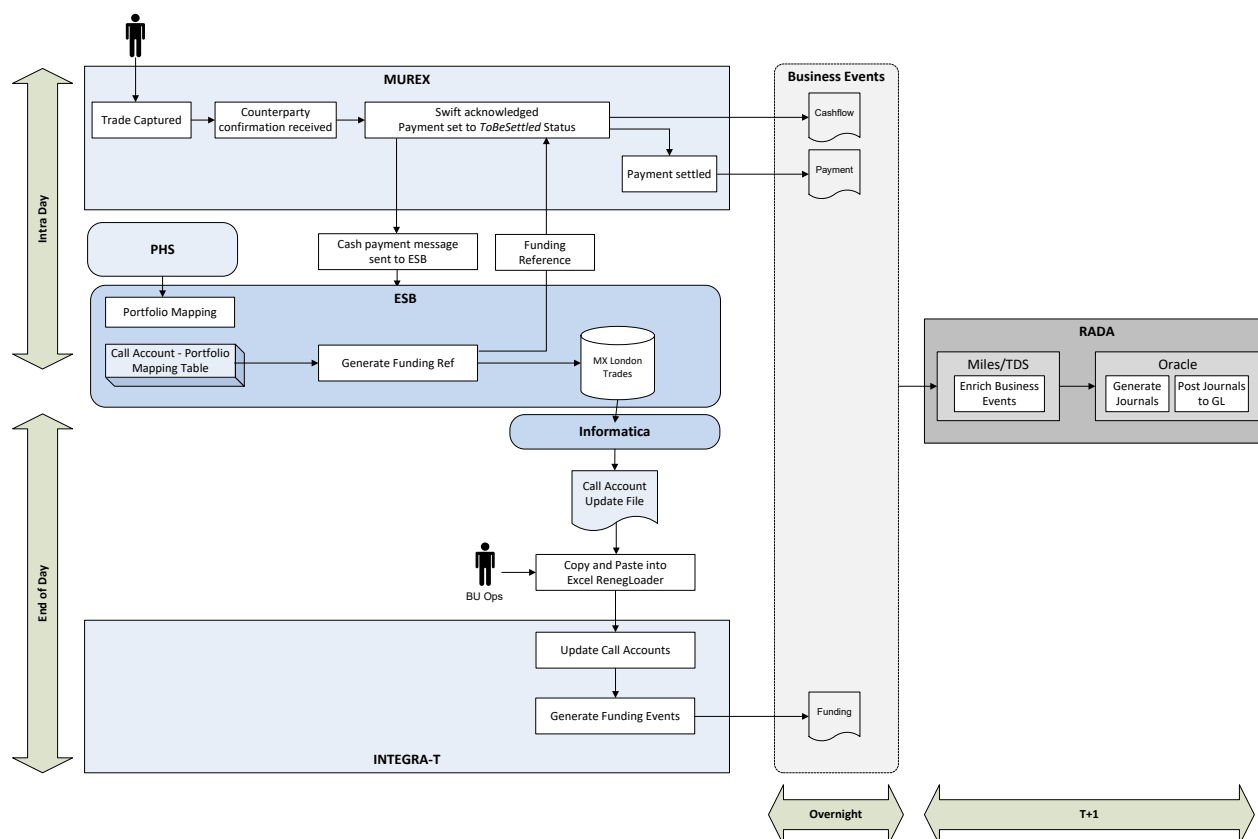 MUREX
Trade Captured
Counterparty
confirmation received
Swift acknowledged
Payment set to ToBeSettled Status
Payment settled
Business Events
Cashflow
Payment
Intra Day
PHS
Cash payment message
sent to ESB
Funding
Reference
ESB
Portfolio Mapping
Call Account - Portfolio
Mapping Table
Generate Funding Ref
MX London
Trades
RADA
Miles/TDS
Enrich Business
Events
Oracle
Generate
Journals
Post Journals
to GL
Informatica
Call Account
Update File
End of Day
BU Ops
Copy and Paste into
Excel RenegLoader
Update Call Accounts
Generate Funding Events
Funding
INTEGRA-T
Overnight
T+1